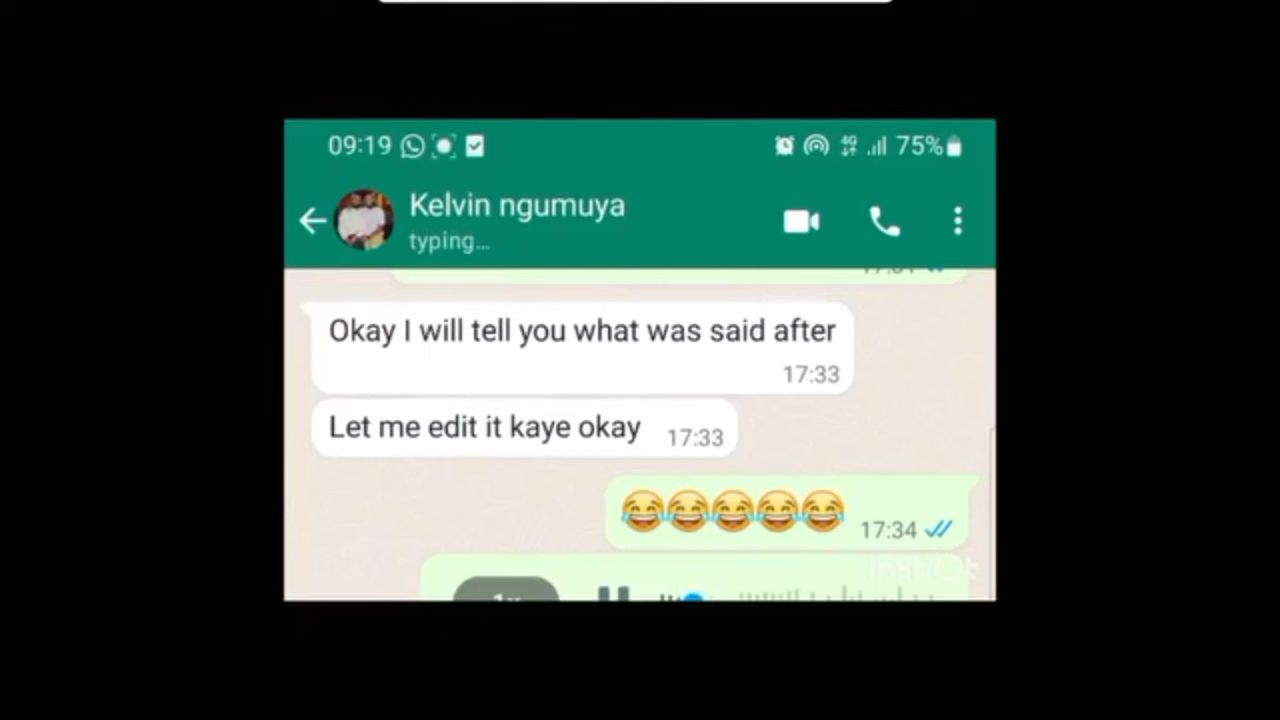 09:19 4G 75%
Kelvin ngumuya
typing...
Okay I will tell you what was said after
17:33
Let me edit it kaye okay 17:33
😂😂😂😂😂 17:34